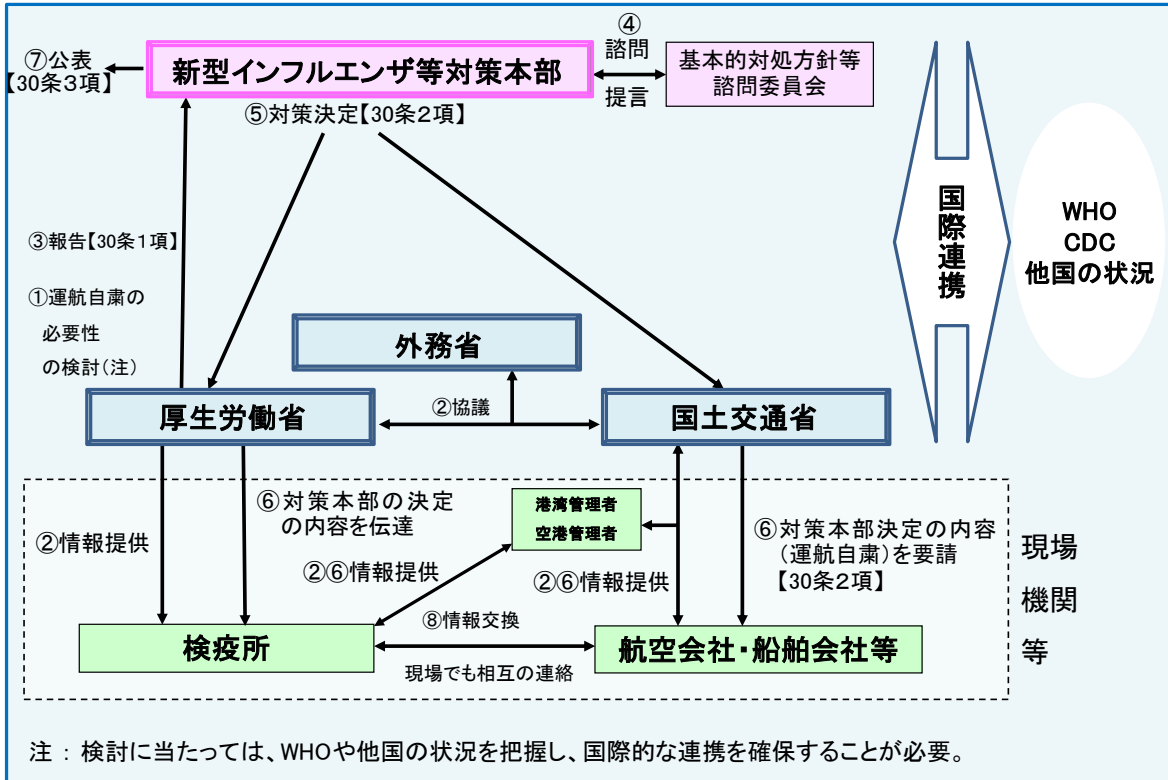 ④
諮問
⑦公表
【30条3項】
新型インフルエンザ等対策本部
基本的対処方針等
諮問委員会
提言
⑤対策決定【30条2項】
国際連携
WHO
CDC
他国の状況
③報告【30条1項】
①運航自粛の
必要性
の検討(注)
外務省
厚生労働省
②協議
国土交通省
⑥対策本部の決定
の内容を伝達
港湾管理者
空港管理者
②情報提供
⑥対策本部決定の内容
(運航自粛)を要請
【30条2項】
②⑥情報提供
②⑥情報提供
現場
機関
等
⑧情報交換
検疫所
航空会社・船舶会社等
現場でも相互の連絡
注：検討に当たっては、WHOや他国の状況を把握し、国際的な連携を確保することが必要。